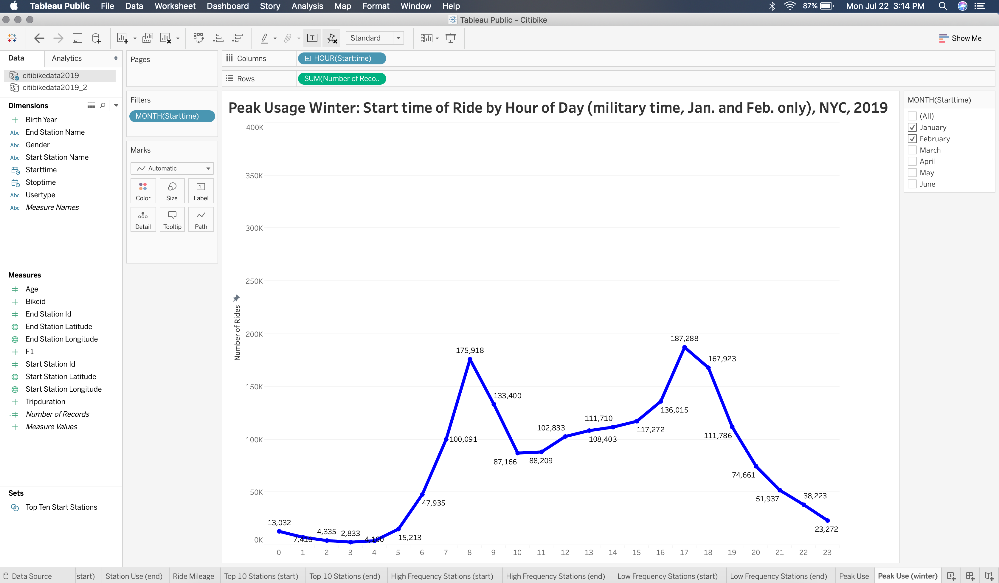 Tableau Public File Data Worksheet Dashboard Story Analysis Map Format Window Help 87% Mon Jul 22 3:14 PM
Tableau Public - Citibike
Standard
Show Me
Data Analytics
citibikedata2019
citibikedata2019_2
Dimensions
# Birth Year
Abc End Station Name
Abc Gender
Abc Start Station Name
Starttime
Stoptime
Abc Usertype
Abc Measure Names
Measures
# Age
# Bikeid
# End Station Id
End Station Latitude
End Station Longitude
# F1
# Start Station Id
Start Station Latitude
Start Station Longitude
# Tripduration
=# Number of Records
# Measure Values
Sets
Top Ten Start Stations
Pages
Filters
MONTH(Starttime)
Marks
Automatic
Color Size Label
Detail Tooltip Path
Columns HOUR(Starttime)
Rows SUM(Number of Reco..
Peak Usage Winter: Start time of Ride by Hour of Day (military time, Jan. and Feb. only), NYC, 2019
Number of Rides
400K
350K
300K
250K
200K
150K
100K
50K
0K
13,032
7,416
4,335
2,833
4,160
15,213
47,935
100,091
175,918
133,400
87,166
88,209
102,833
108,403
111,710
117,272
136,015
187,288
167,923
111,786
74,661
51,937
38,223
23,272
0 1 2 3 4 5 6 7 8 9 10 11 12 13 14 15 16 17 18 19 20 21 22 23
MONTH(Starttime)
(All)
January
February
March
April
May
June
Data Source (start) Station Use (end) Ride Mileage Top 10 Stations (start) Top 10 Stations (end) High Frequency Stations (start) High Frequency Stations (end) Low Frequency Stations (start) Low Frequency Stations (end) Peak Use Peak Use (winter)